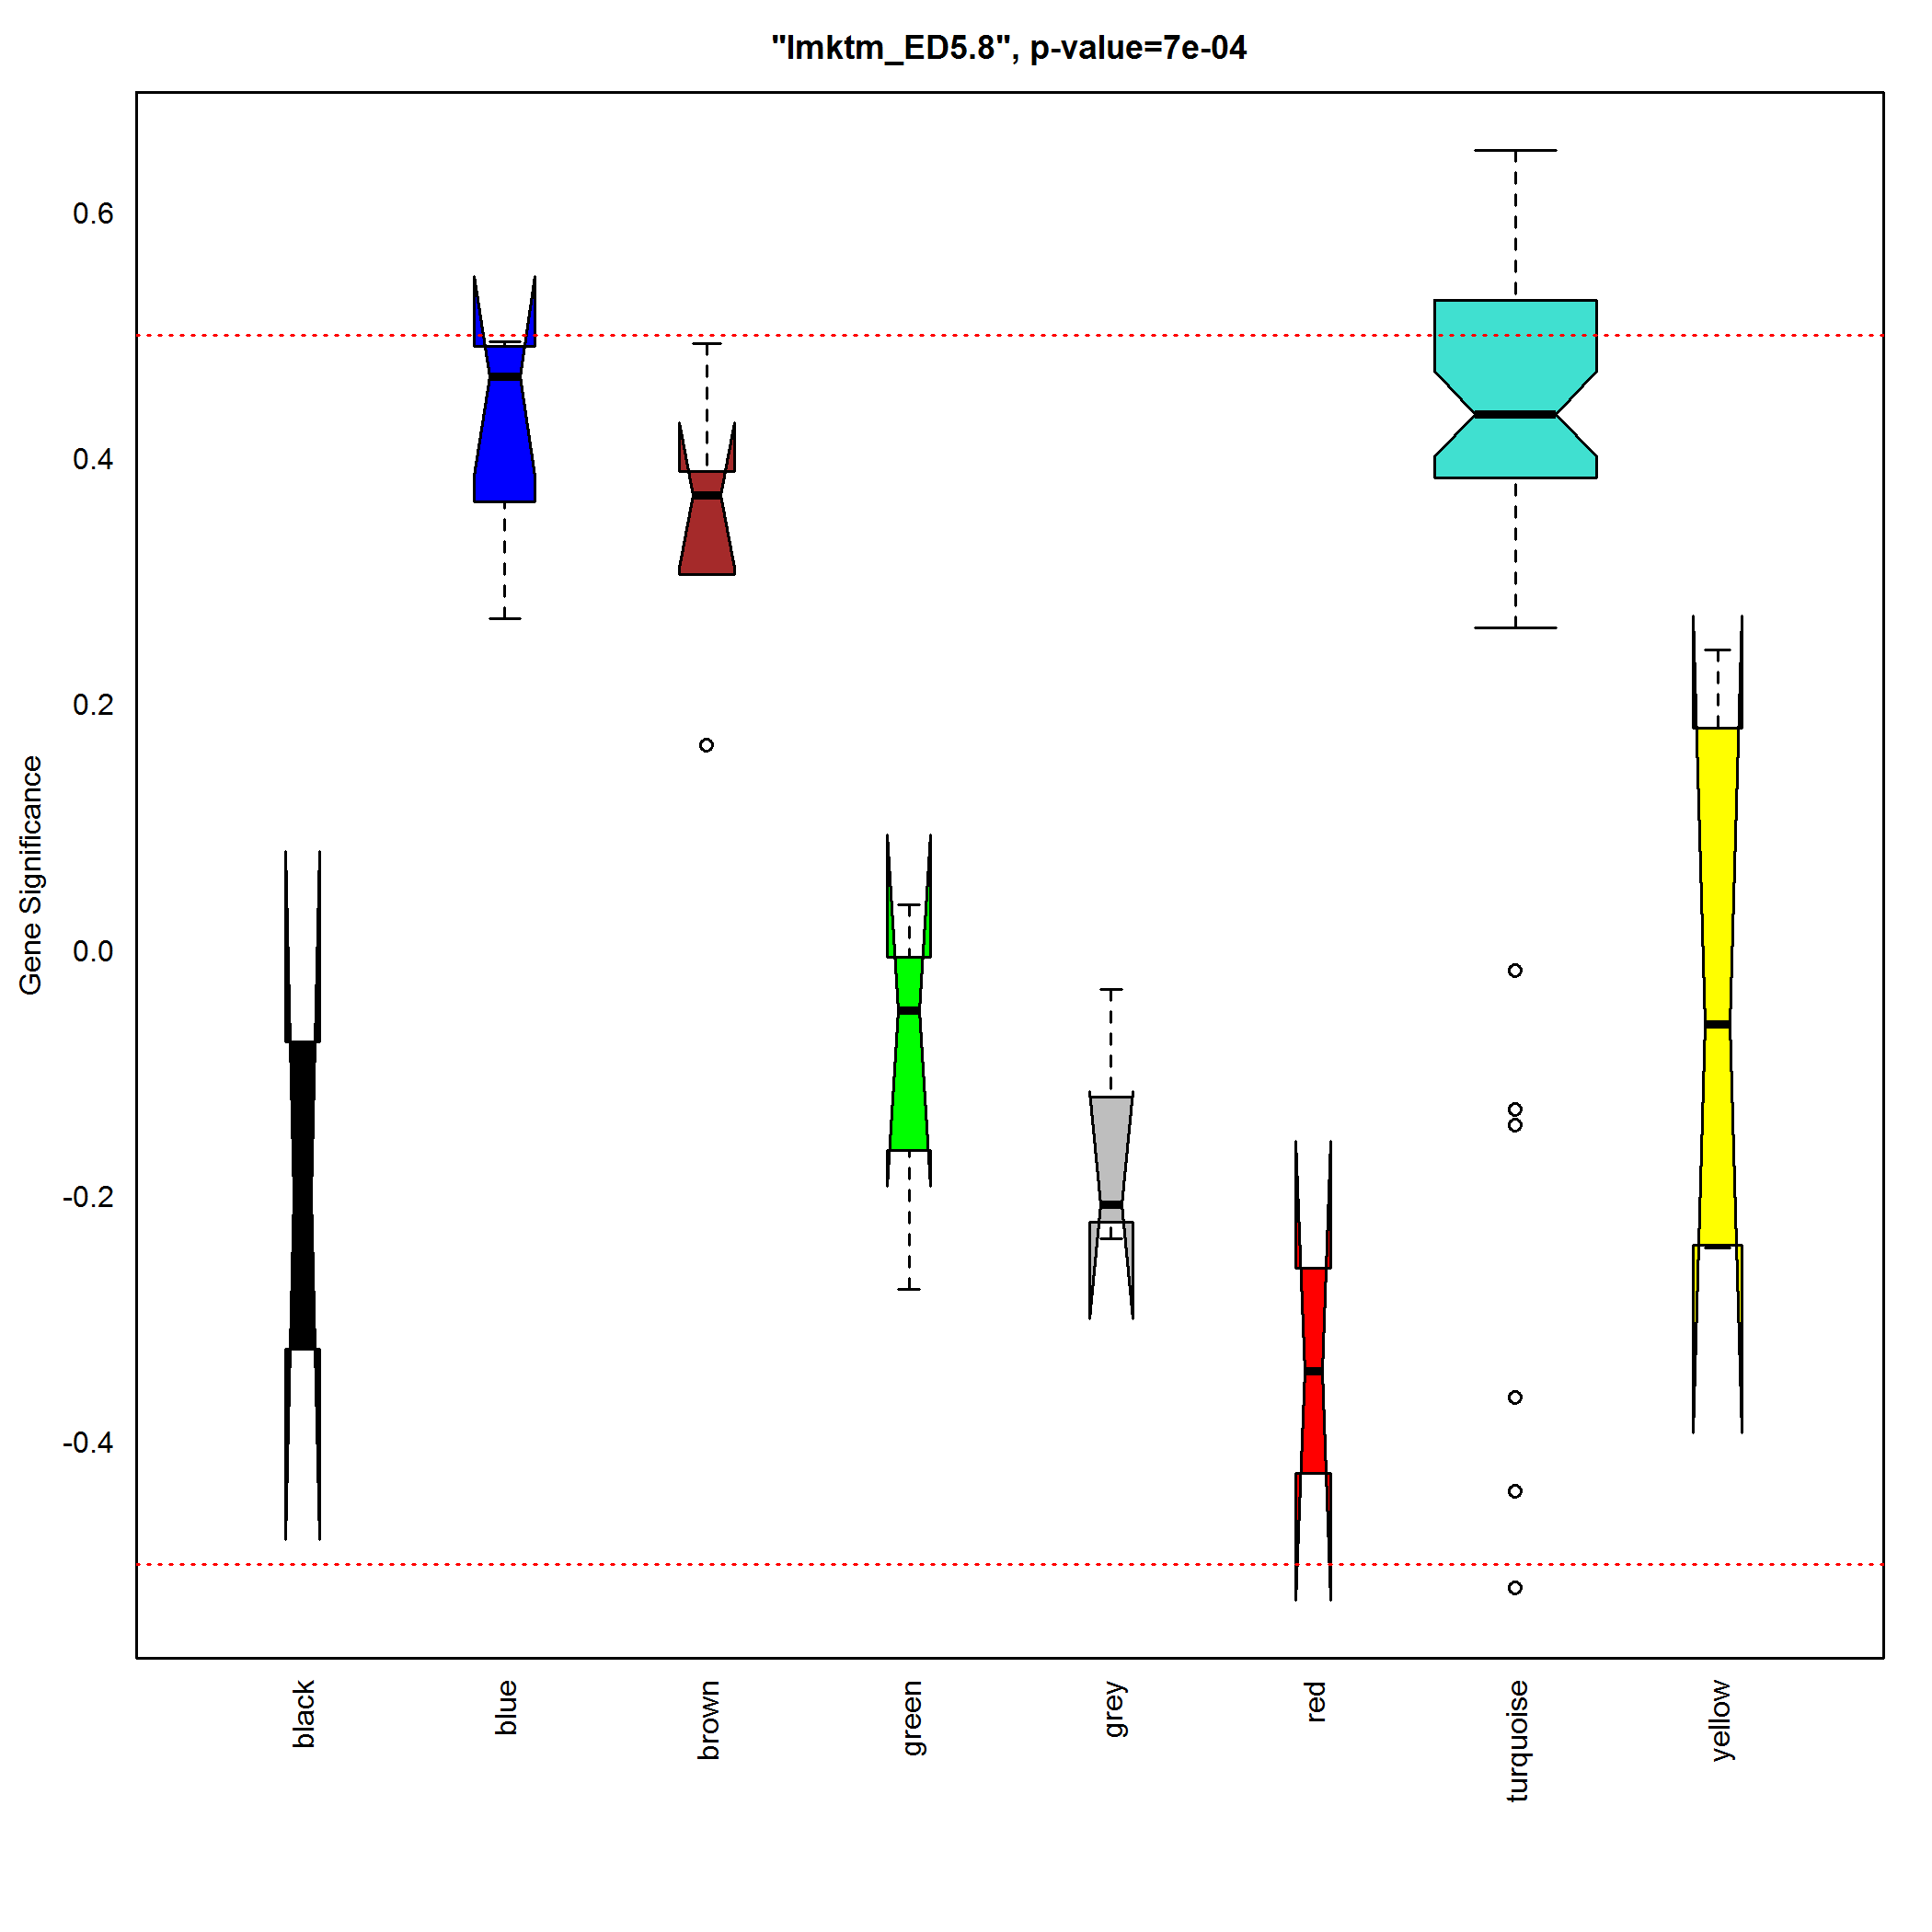 "lmktm_ED5.8", p-value=7e-04
Gene Significance
0.6
0.4
0.2
0.0
-0.2
-0.4
black
blue
brown
green
grey
red
turquoise
yellow